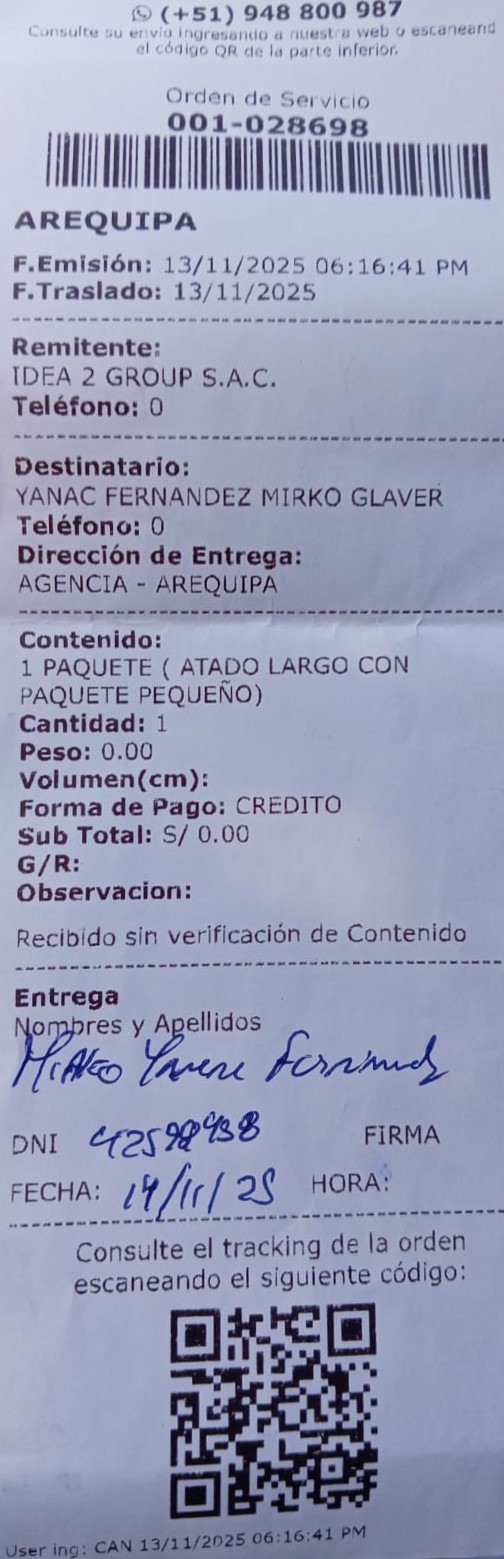 (+51) 948 800 987
Consulte su envío ingresando a nuestra web o escaneand
el código QR de la parte inferior.
Orden de Servicio
001-028698
AREQUIPA
F.Emisión: 13/11/2025 06:16:41 PM
F.Traslado: 13/11/2025
Remitente:
IDEA 2 GROUP S.A.C.
Teléfono: 0
Destinatario:
YANAC FERNANDEZ MIRKO GLAVER
Teléfono: 0
Dirección de Entrega:
AGENCIA - AREQUIPA
Contenido:
1 PAQUETE ( ATADO LARGO CON
PAQUETE PEQUEÑO)
Cantidad: 1
Peso: 0.00
Volumen(cm):
Forma de Pago: CREDITO
Sub Total: S/ 0.00
G/R:
Observacion:
Recibido sin verificación de Contenido
Entrega
Nombres y Apellidos
Mirko
DNI FIRMA
FECHA: 14/11/25 HORA:
Consulte el tracking de la orden
escaneando el siguiente código:
User ing: CAN 13/11/2025 06:16:41 PM